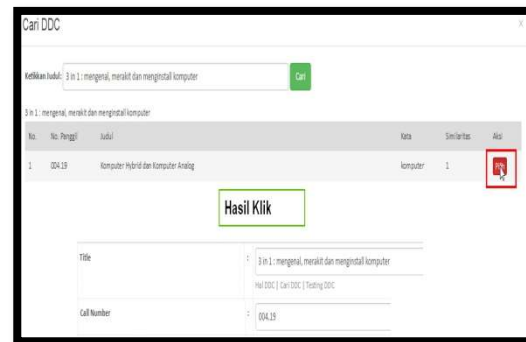 Cari DDC
X
Ketikkan Judul: 3 in 1 : mengenal, merakit dan menginstall komputer Cari
3 in 1 : mengenal, merakit dan menginstall komputer
No. No. Panggil Judul Kata Similaritas Aksi
1 004.19 Komputer Hybrid dan Komputer Analog komputer 1
Hasil Klik
Title : 3 in 1 : mengenal, merakit dan menginstall komputer
Hal DDC | Cari DDC | Testing DDC
Call Number : 004.19